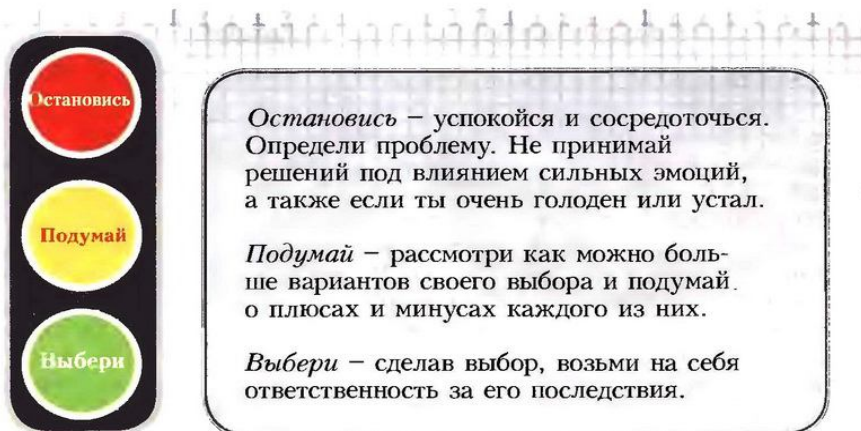 Остановись
Подумай
Выбери
Остановись – успокойся и сосредоточься.
Определи проблему. Не принимай
решений под влиянием сильных эмоций,
а также если ты очень голоден или устал.
Подумай – рассмотри как можно боль-
ше вариантов своего выбора и подумай
о плюсах и минусах каждого из них.
Выбери – сделав выбор, возьми на себя
ответственность за его последствия.